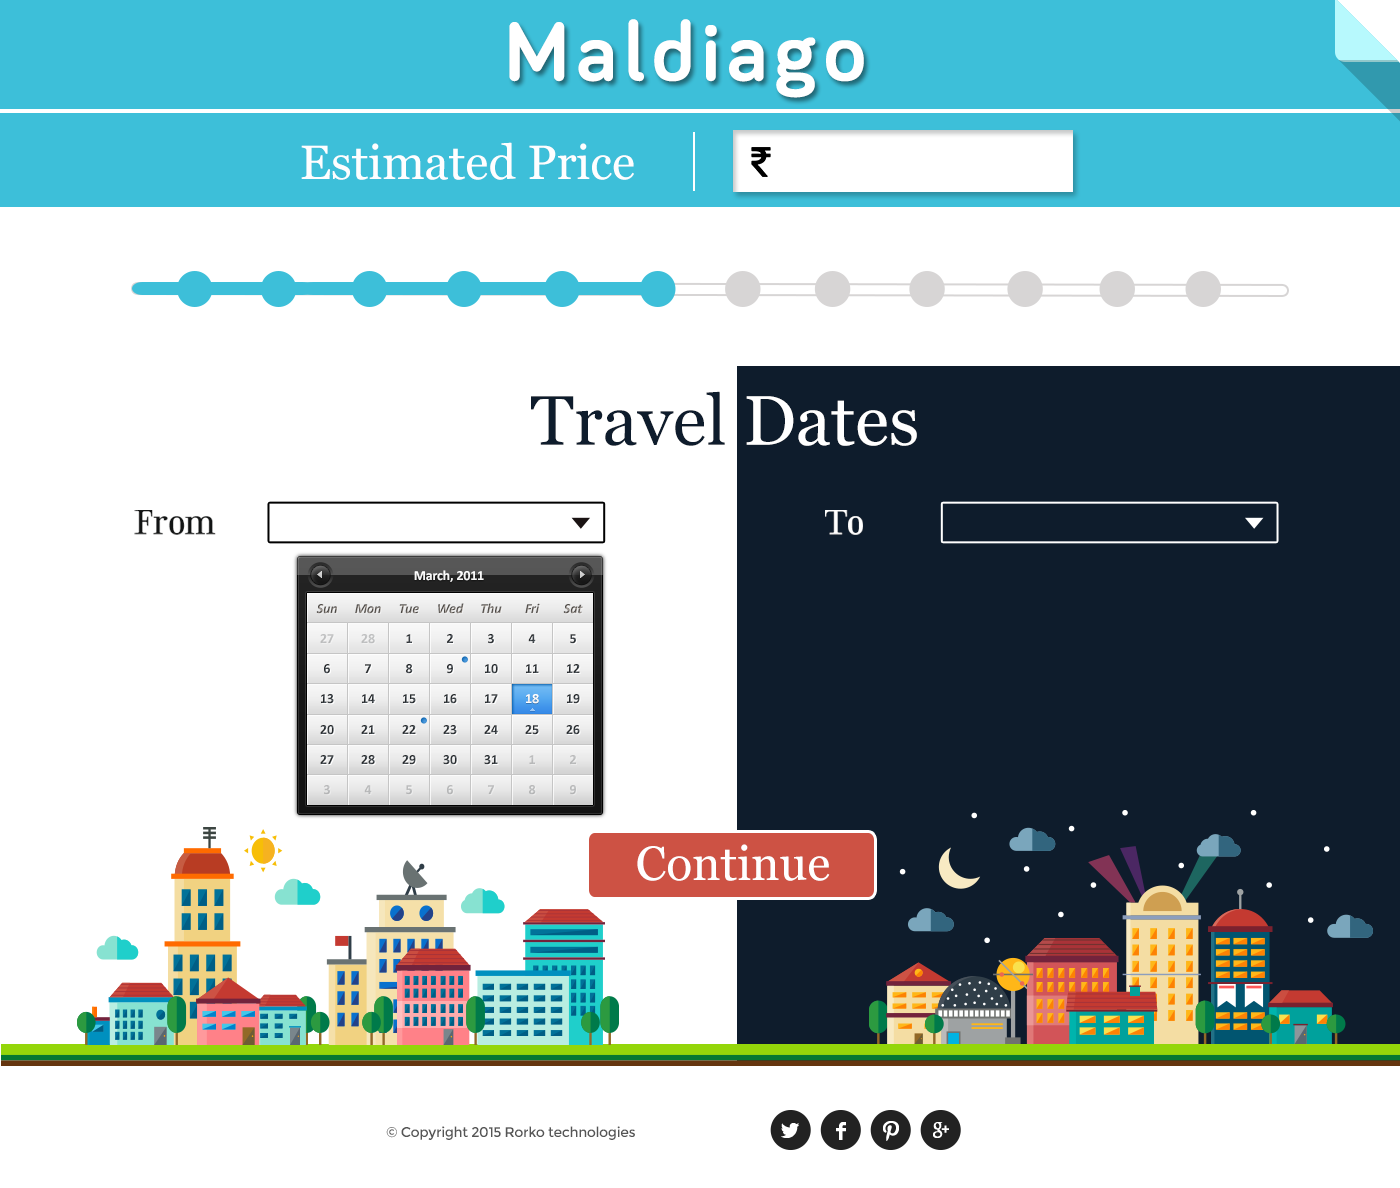 Maldiago
Estimated Price
₹
Travel Dates
From
To
March, 2011
Sun Mon Tue Wed Thu Fri Sat
27 28 1 2 3 4 5
6 7 8 9 10 11 12
13 14 15 16 17 18 19
20 21 22 23 24 25 26
27 28 29 30 31 1 2
3 4 5 6 7 8 9
Continue
© Copyright 2015 Rorko technologies
g+